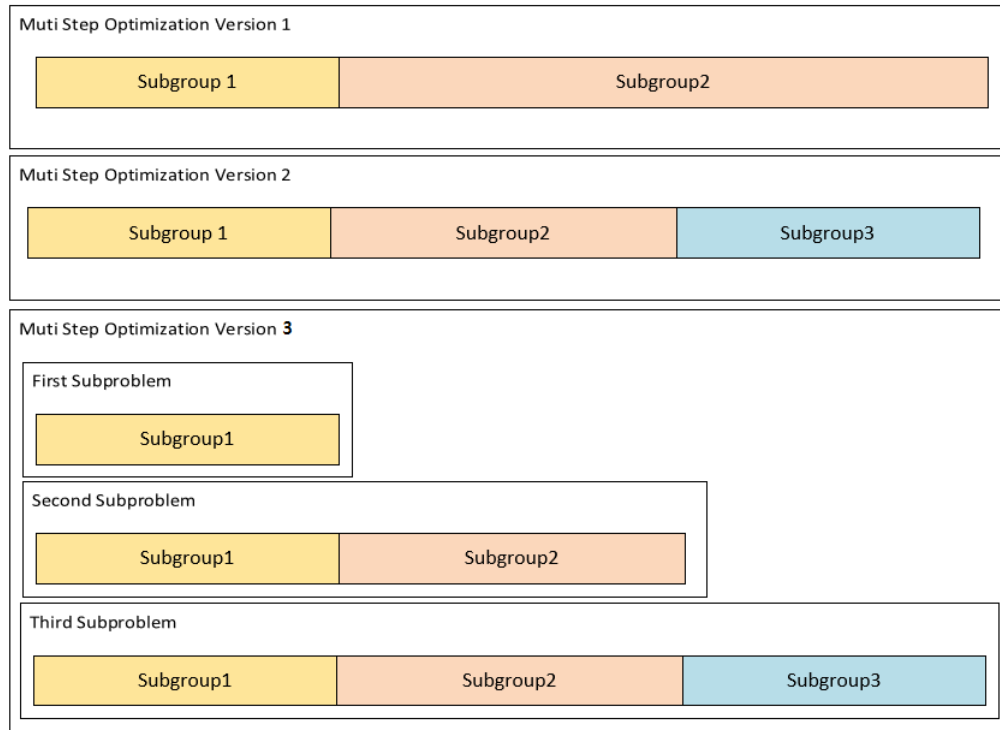 Muti Step Optimization Version 1
Subgroup 1 Subgroup2
Muti Step Optimization Version 2
Subgroup 1 Subgroup2 Subgroup3
Muti Step Optimization Version 3
First Subproblem
Subgroup1
Second Subproblem
Subgroup1 Subgroup2
Third Subproblem
Subgroup1 Subgroup2 Subgroup3